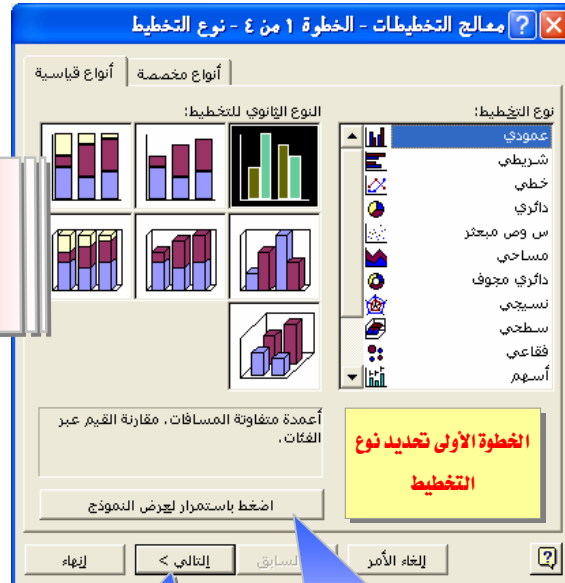 معالج التخطيطات - الخطوة ١ من ٤ - نوع التخطيط
أنواع قياسية
أنواع مخصصة
نوع التخطيط:
عمودي
شريطي
خطي
دائري
س وص مبعثر
مساحي
دائري مجوف
نسيجي
سطحي
فقاعي
أسهم
النوع الثانوي للتخطيط:
أعمدة متفاوتة المسافات، مقارنة القيم عبر
الفئات.
الخطوة الأولى تحديد نوع
التخطيط
اضغط باستمرار لعرض النموذج
إلغاء الأمر
السابق
التالي >
إنهاء